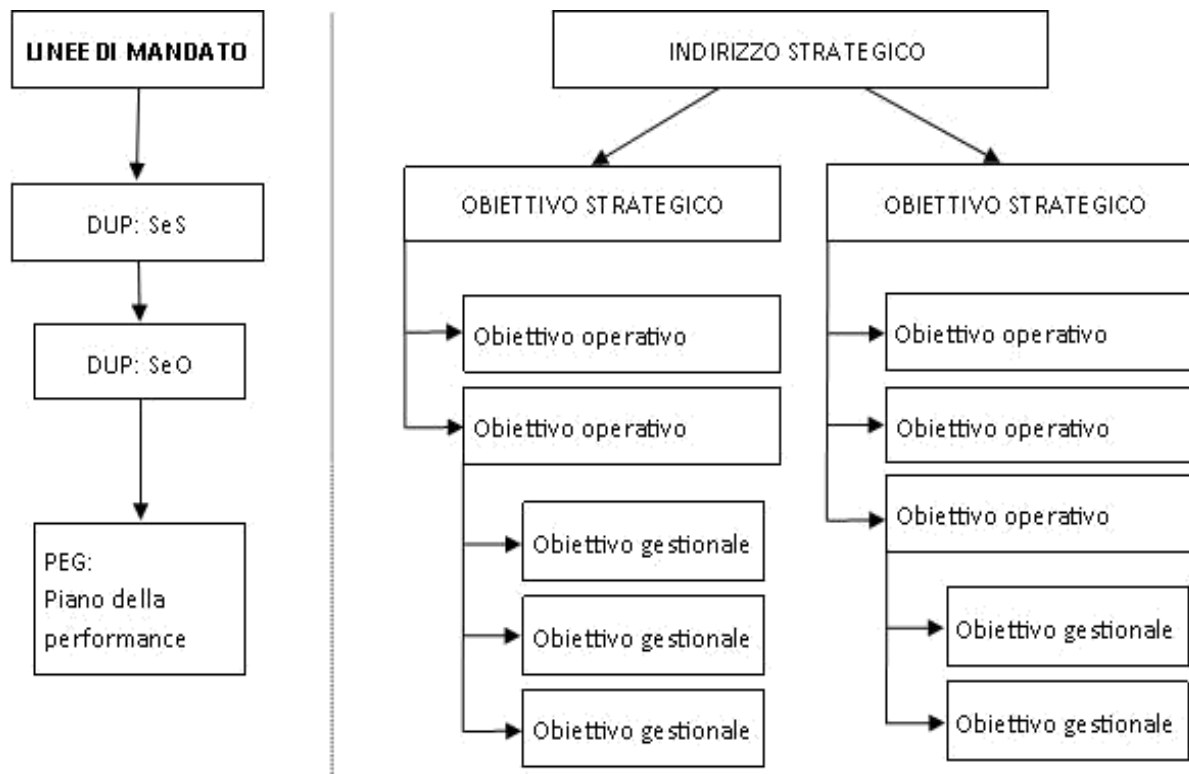 LINEE DI MANDATO
DUP: SeS
DUP: SeO
PEG:
Piano della
performance
INDIRIZZO STRATEGICO
OBIETTIVO STRATEGICO
Obiettivo operativo
Obiettivo operativo
Obiettivo gestionale
Obiettivo gestionale
Obiettivo gestionale
OBIETTIVO STRATEGICO
Obiettivo operativo
Obiettivo operativo
Obiettivo operativo
Obiettivo gestionale
Obiettivo gestionale